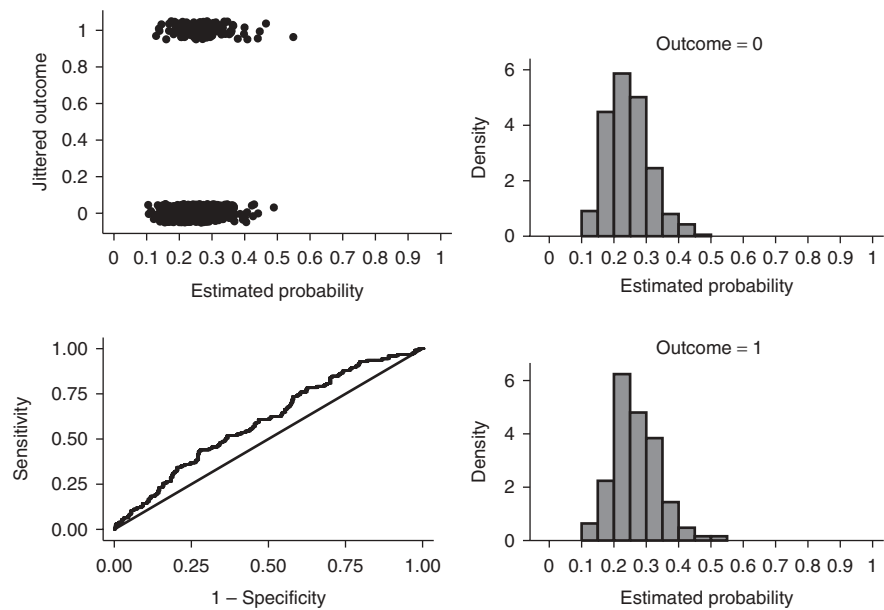 Jittered outcome
1
0.8
0.6
0.4
0.2
0
0 0.1 0.2 0.3 0.4 0.5 0.6 0.7 0.8 0.9 1
Estimated probability
Outcome = 0
Density
6
4
2
0
0 0.1 0.2 0.3 0.4 0.5 0.6 0.7 0.8 0.9 1
Estimated probability
Sensitivity
1.00
0.75
0.50
0.25
0.00
0.00 0.25 0.50 0.75 1.00
1 – Specificity
Outcome = 1
Density
6
4
2
0
0 0.1 0.2 0.3 0.4 0.5 0.6 0.7 0.8 0.9 1
Estimated probability